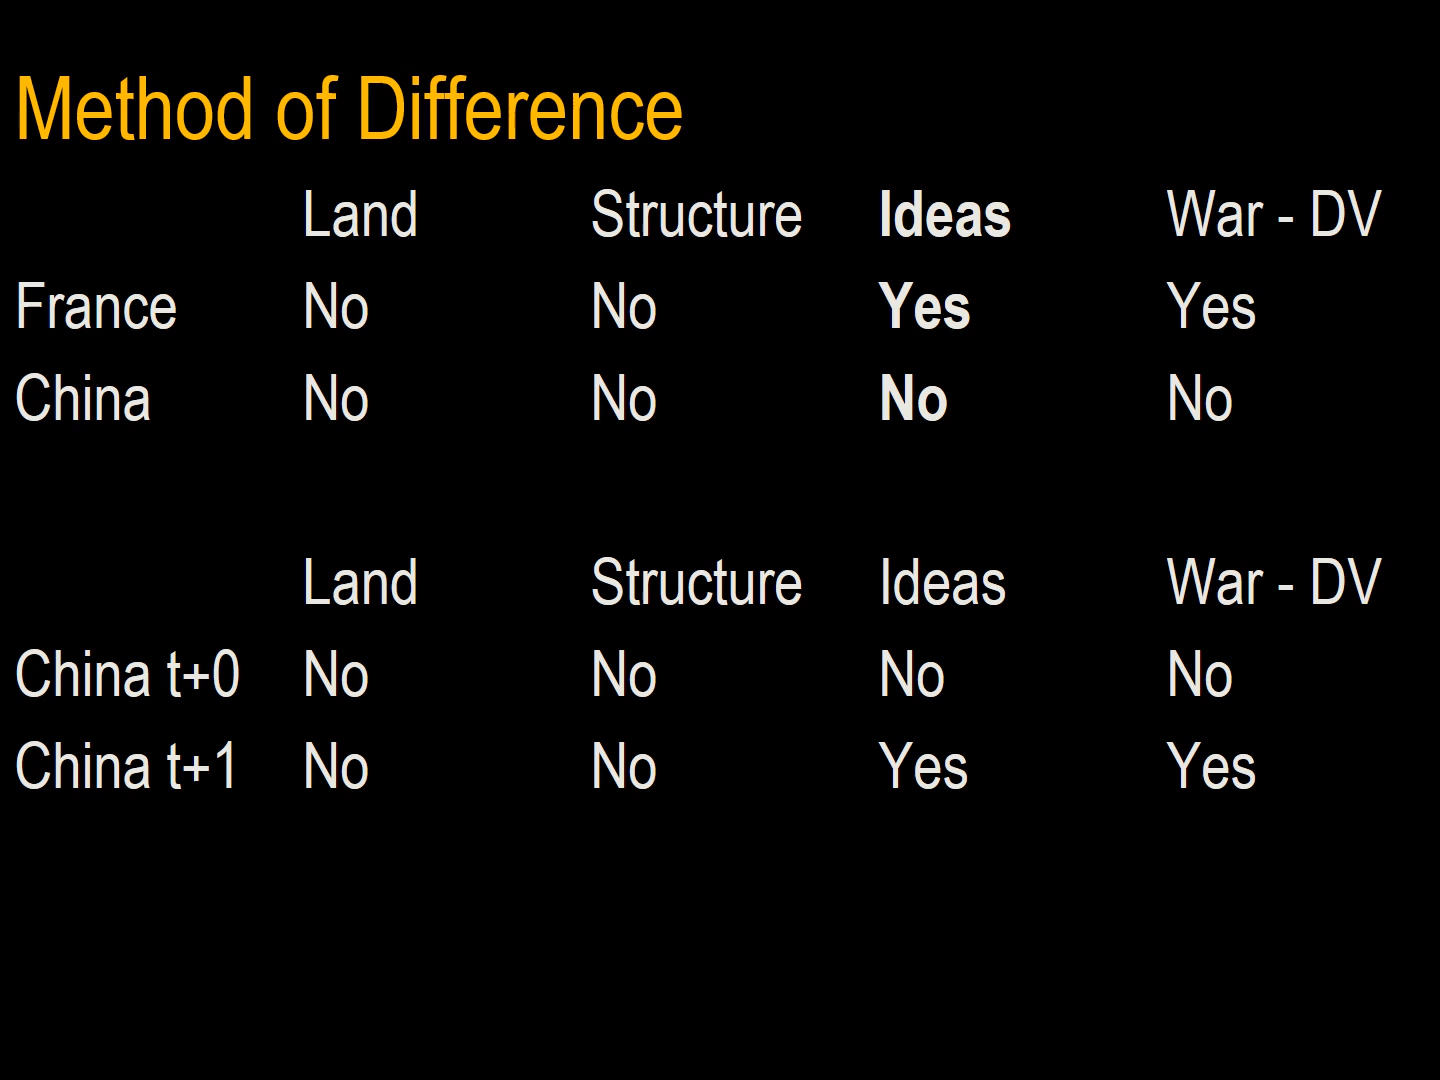 Method of Difference
Land Structure Ideas War - DV
France No No Yes Yes
China No No No No
Land Structure Ideas War - DV
China t+0 No No No No
China t+1 No No Yes Yes